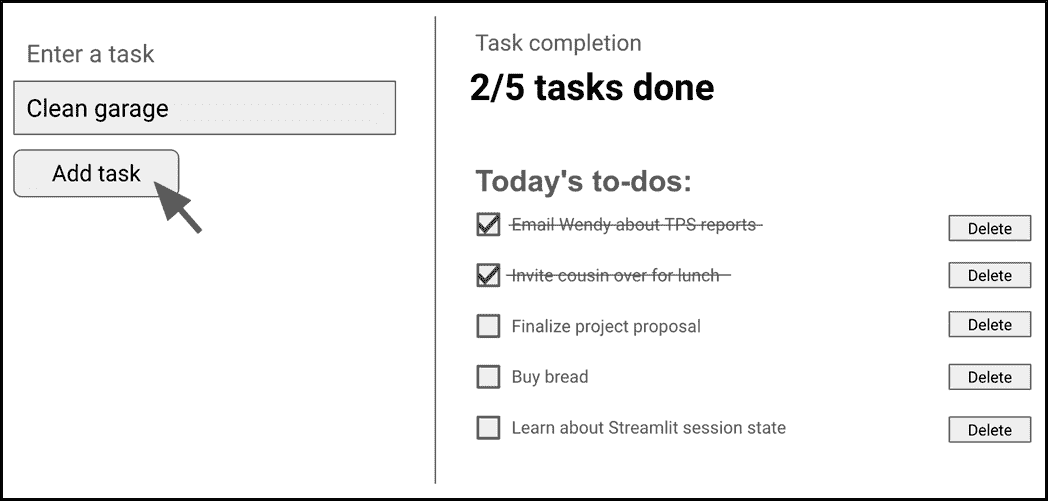 Enter a task
Clean garage
Add task
Task completion
2/5 tasks done
Today's to-dos:
Email Wendy about TPS reports
Delete
Invite cousin over for lunch
Delete
Finalize project proposal
Delete
Buy bread
Delete
Learn about Streamlit session state
Delete